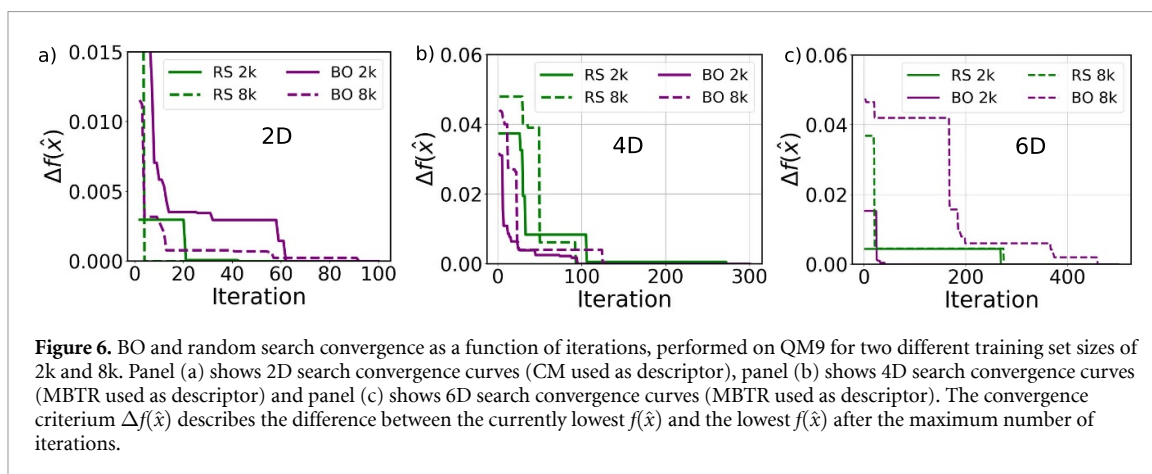 a)
0.015
0.010
0.005
0.000
Δf(x̂)
RS 2k
RS 8k
BO 2k
BO 8k
2D
0 20 40 60 80 100
Iteration
b)
0.06
0.04
0.02
0.00
Δf(x̂)
RS 2k
RS 8k
BO 2k
BO 8k
4D
0 100 200 300
Iteration
c)
0.06
0.04
0.02
0.00
Δf(x̂)
RS 2k
BO 2k
RS 8k
BO 8k
6D
0 200 400
Iteration
Figure 6. BO and random search convergence as a function of iterations, performed on QM9 for two different training set sizes of
2k and 8k. Panel (a) shows 2D search convergence curves (CM used as descriptor), panel (b) shows 4D search convergence curves
(MBTR used as descriptor) and panel (c) shows 6D search convergence curves (MBTR used as descriptor). The convergence
criterium Δf(x̂) describes the difference between the currently lowest f(x̂) and the lowest f(x̂) after the maximum number of
iterations.